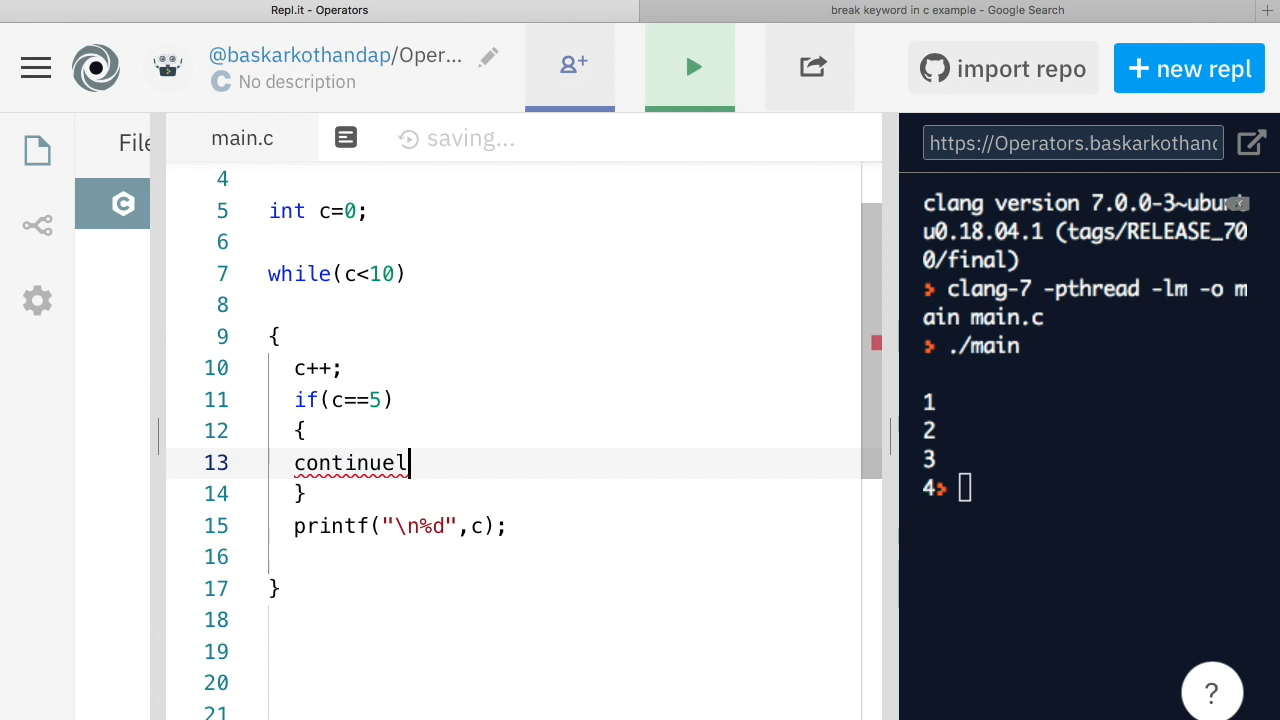 Repl.it - Operators
break keyword in c example - Google Search
+
@baskarkothandap/Oper...
C No description
import repo
+ new repl
File
main.c
saving...
https://Operators.baskarkothand
4
5 int c=0;
6
7 while(c<10)
8
9 {
10 c++;
11 if(c==5)
12 {
13 continuel
14 }
15 printf("\n%d",c);
16
17 }
18
19
20
21
clang version 7.0.0-3~ubunt
u0.18.04.1 (tags/RELEASE_70
0/final)
> clang-7 -pthread -lm -o m
ain main.c
> ./main
1
2
3
4>
?